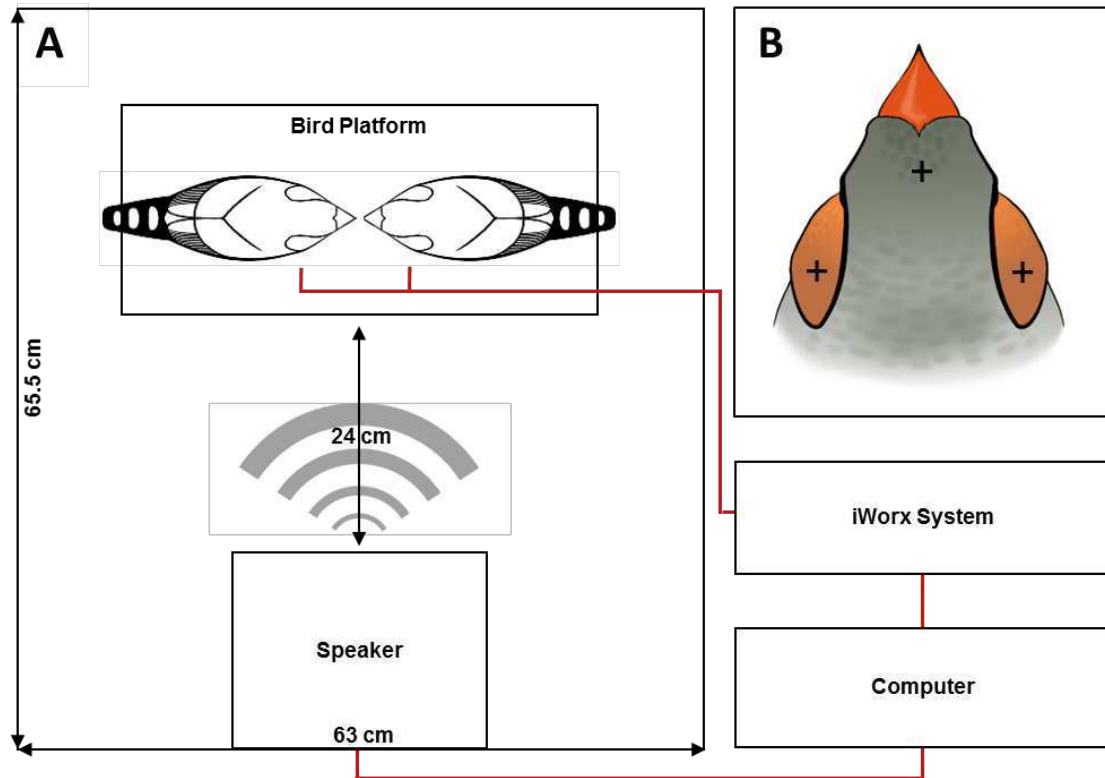 A
B
Bird Platform
65.5 cm
24 cm
iWorx System
Speaker
Computer
63 cm